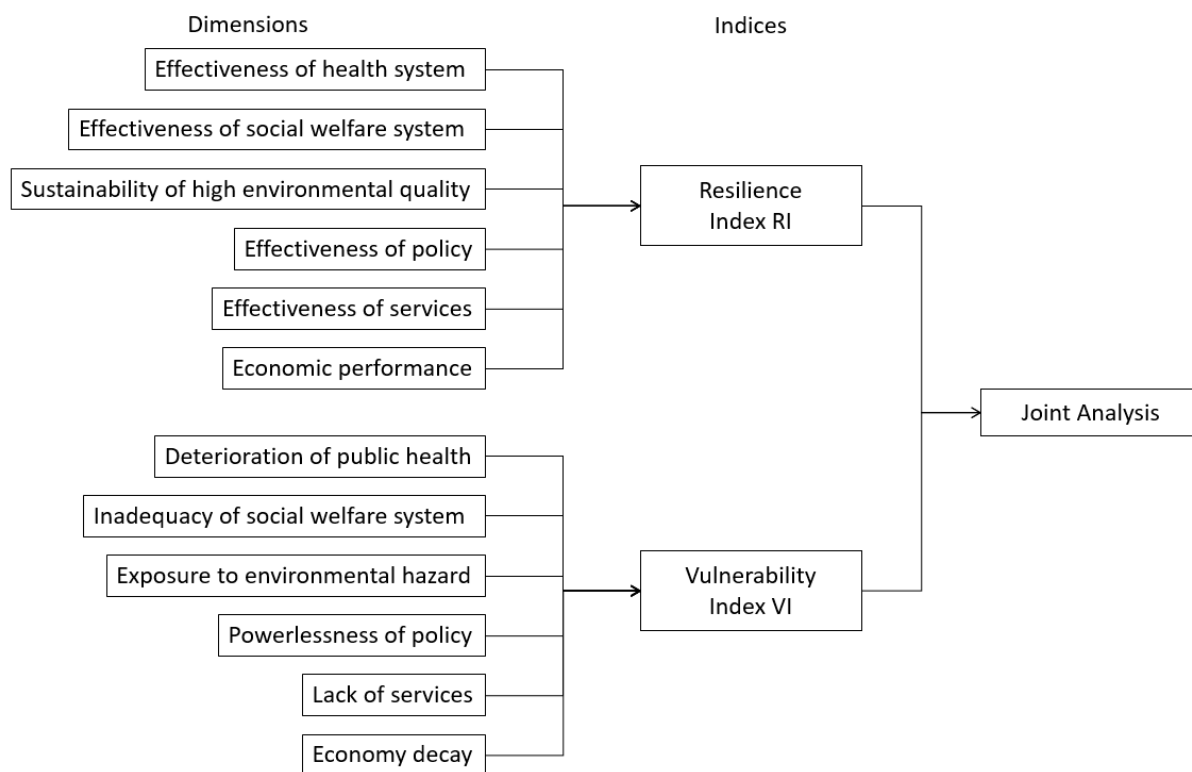 Dimensions
Indices
Effectiveness of health system
Effectiveness of social welfare system
Sustainability of high environmental quality
Effectiveness of policy
Effectiveness of services
Economic performance
Resilience
Index RI
Joint Analysis
Deterioration of public health
Inadequacy of social welfare system
Exposure to environmental hazard
Powerlessness of policy
Lack of services
Economy decay
Vulnerability
Index VI